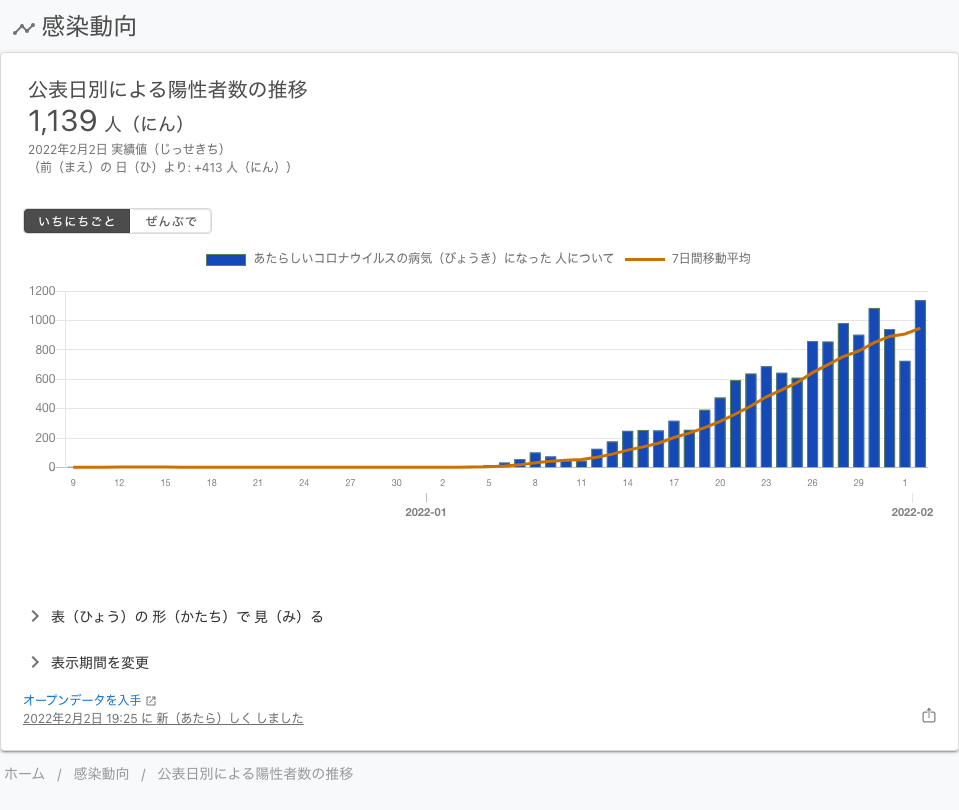 感染動向
公表日別による陽性者数の推移
1,139 人（にん）
2022年2月2日 実績値（じっせきち）
（前（まえ）の 日（ひ）より: +413 人（にん））
いちにちごと ぜんぶで
あたらしいコロナウイルスの病気（びょうき）になった 人について 7日間移動平均
1200
1000
800
600
400
200
0
9 12 15 18 21 24 27 30 2 5 8 11 14 17 20 23 26 29 1
2022-01 2022-02
表（ひょう）の 形（かたち）で 見（み）る
表示期間を変更
オープンデータを入手
2022年2月2日 19:25 に 新（あたら）しく しました
ホーム / 感染動向 / 公表日別による陽性者数の推移